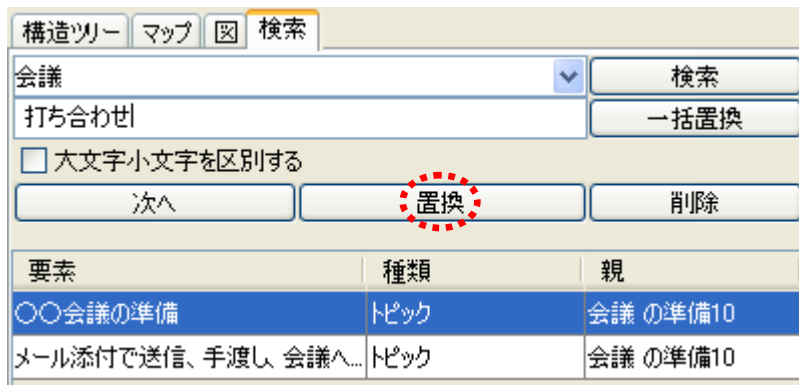 構造ツリー マップ 図 検索
会議 検索
打ち合わせ 一括置換
大文字小文字を区別する
次へ 置換 削除
要素 種類 親
〇〇会議の準備 トピック 会議 の準備10
メール添付で送信、手渡し、会議へ... トピック 会議 の準備10